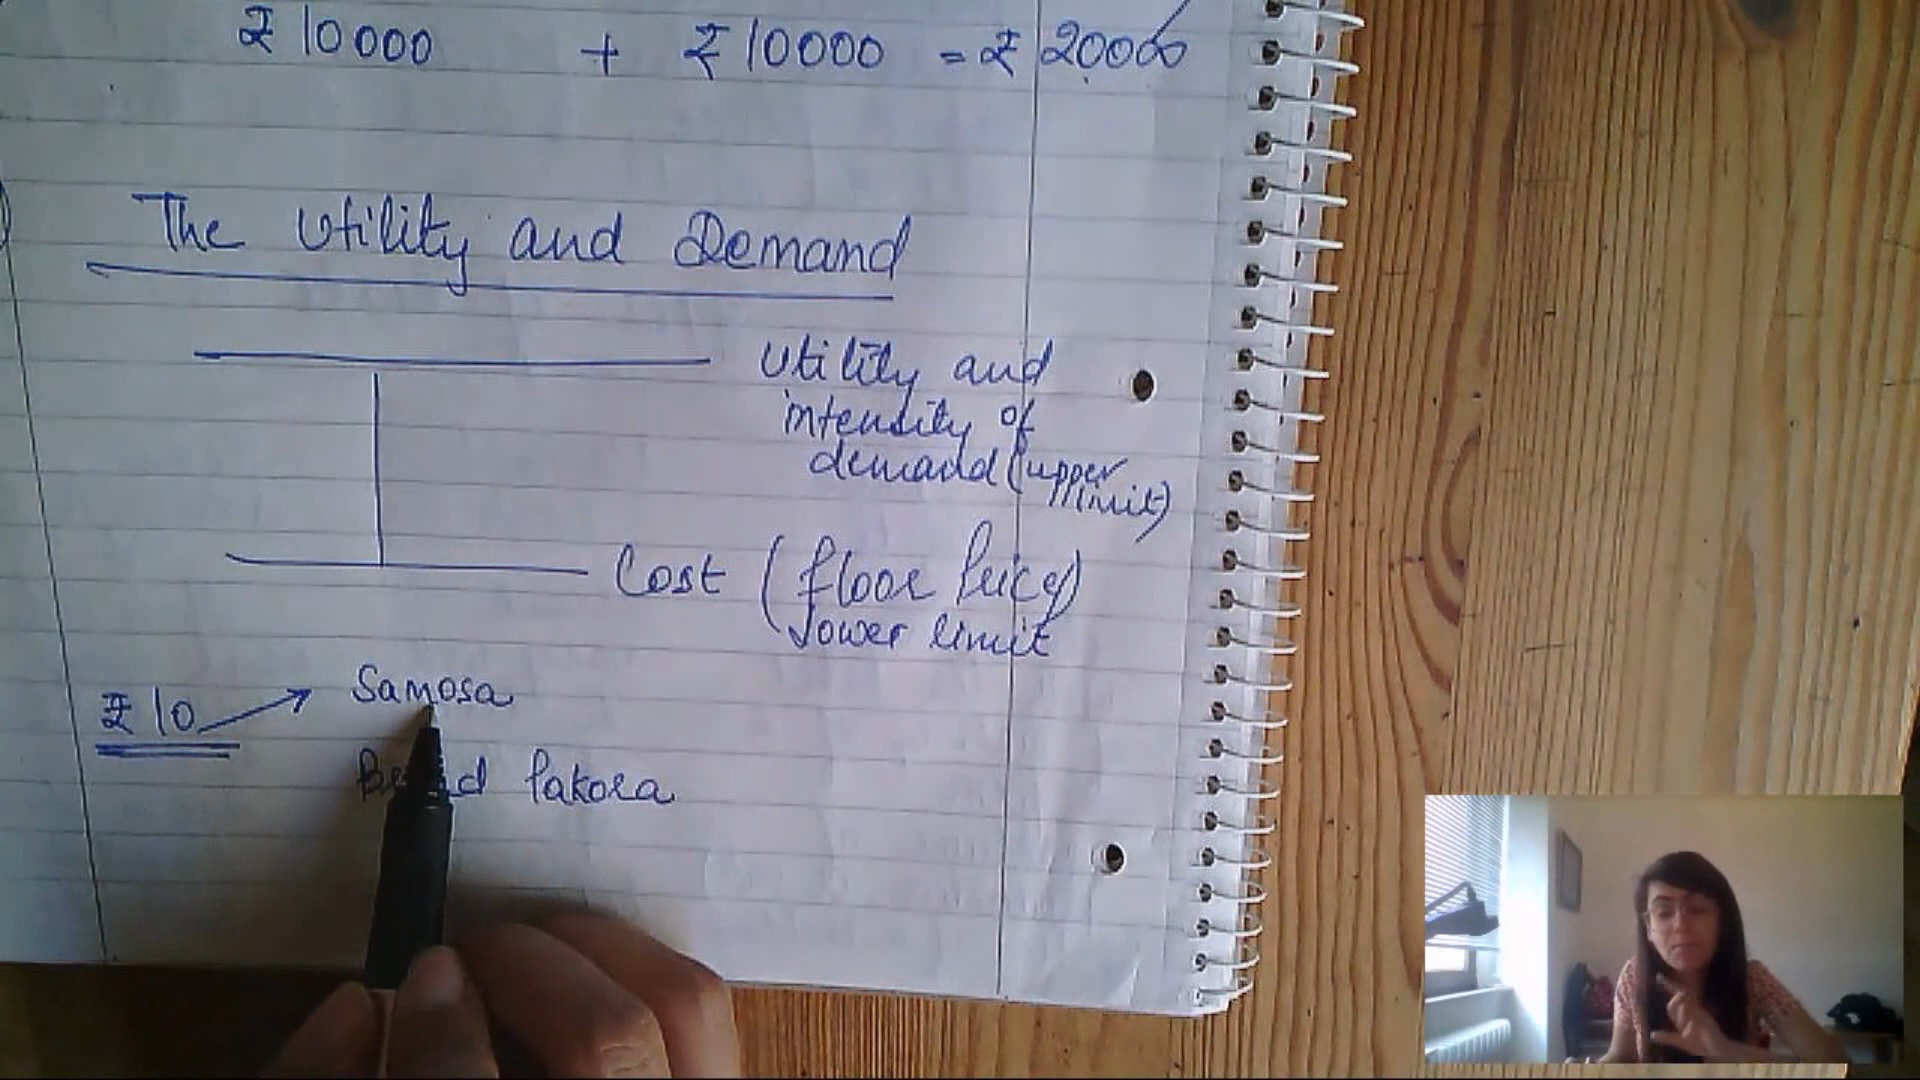 ₹ 10000 + ₹ 10000 = ₹ 20000
The Utility and Demand
Utility and
intensity of
demand (upper
limit)
Cost (floor Price)
lower limit
₹ 10 → Samosa
Bread Pakora